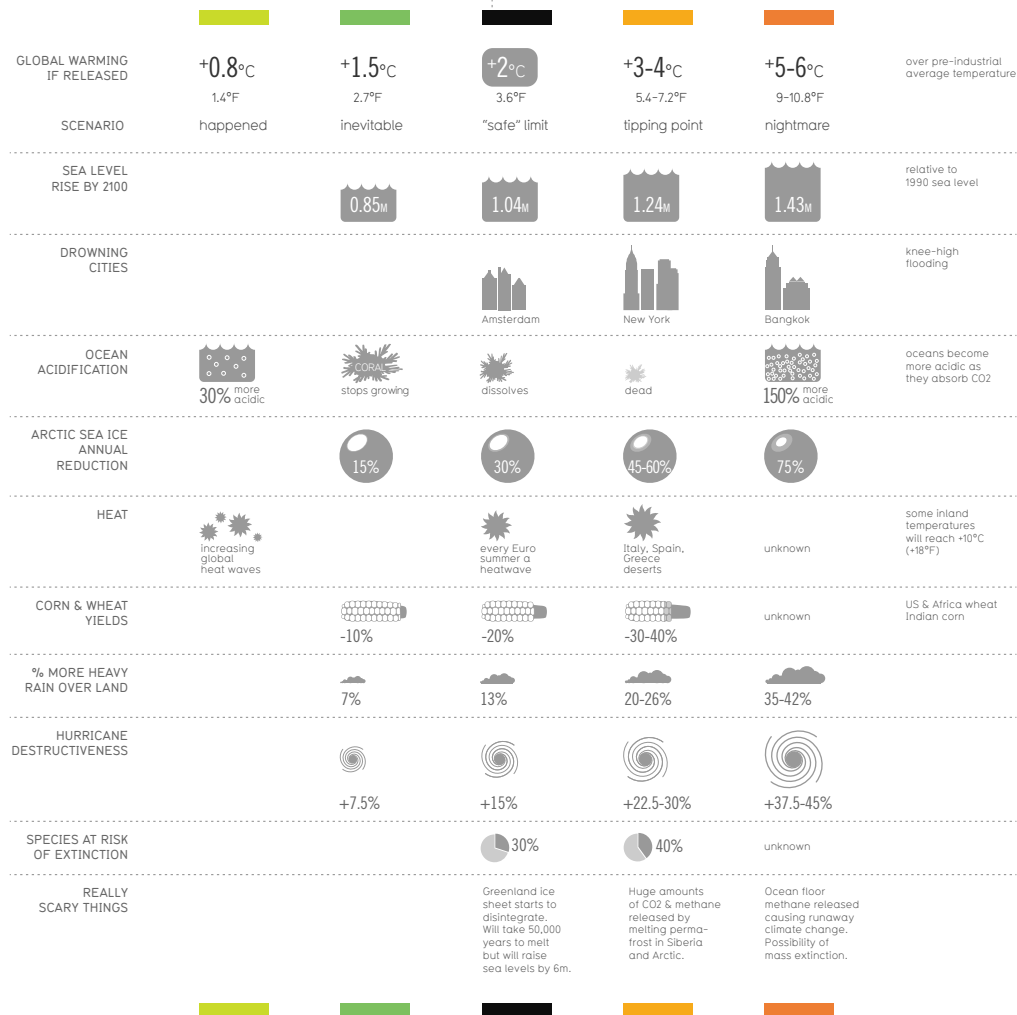 GLOBAL WARMING
IF RELEASED
+0.8°C
+1.5°C
+2°C
+3-4°C
+5-6°C
over pre-industrial
average temperature
1.4°F
2.7°F
3.6°F
5.4-7.2°F
9-10.8°F
SCENARIO
happened
inevitable
"safe" limit
tipping point
nightmare
SEA LEVEL
RISE BY 2100
0.85M
1.04M
1.24M
1.43M
relative to
1990 sea level
DROWNING
CITIES
Amsterdam
New York
Bangkok
knee-high
flooding
OCEAN
ACIDIFICATION
30% more
acidic
CORAL
stops growing
dissolves
dead
150% more
acidic
oceans become
more acidic as
they absorb CO2
ARCTIC SEA ICE
ANNUAL
REDUCTION
15%
30%
45-60%
75%
HEAT
increasing
global
heat waves
every Euro
summer a
heatwave
Italy, Spain,
Greece
deserts
unknown
some inland
temperatures
will reach +10°C
(+18°F)
CORN & WHEAT
YIELDS
-10%
-20%
-30-40%
unknown
US & Africa wheat
Indian corn
% MORE HEAVY
RAIN OVER LAND
7%
13%
20-26%
35-42%
HURRICANE
DESTRUCTIVENESS
+7.5%
+15%
+22.5-30%
+37.5-45%
SPECIES AT RISK
OF EXTINCTION
30%
40%
unknown
REALLY
SCARY THINGS
Greenland ice
sheet starts to
disintegrate.
Will take 50,000
years to melt
but will raise
sea levels by 6m.
Huge amounts
of CO2 & methane
released by
melting perma-
frost in Siberia
and Arctic.
Ocean floor
methane released
causing runaway
climate change.
Possibility of
mass extinction.